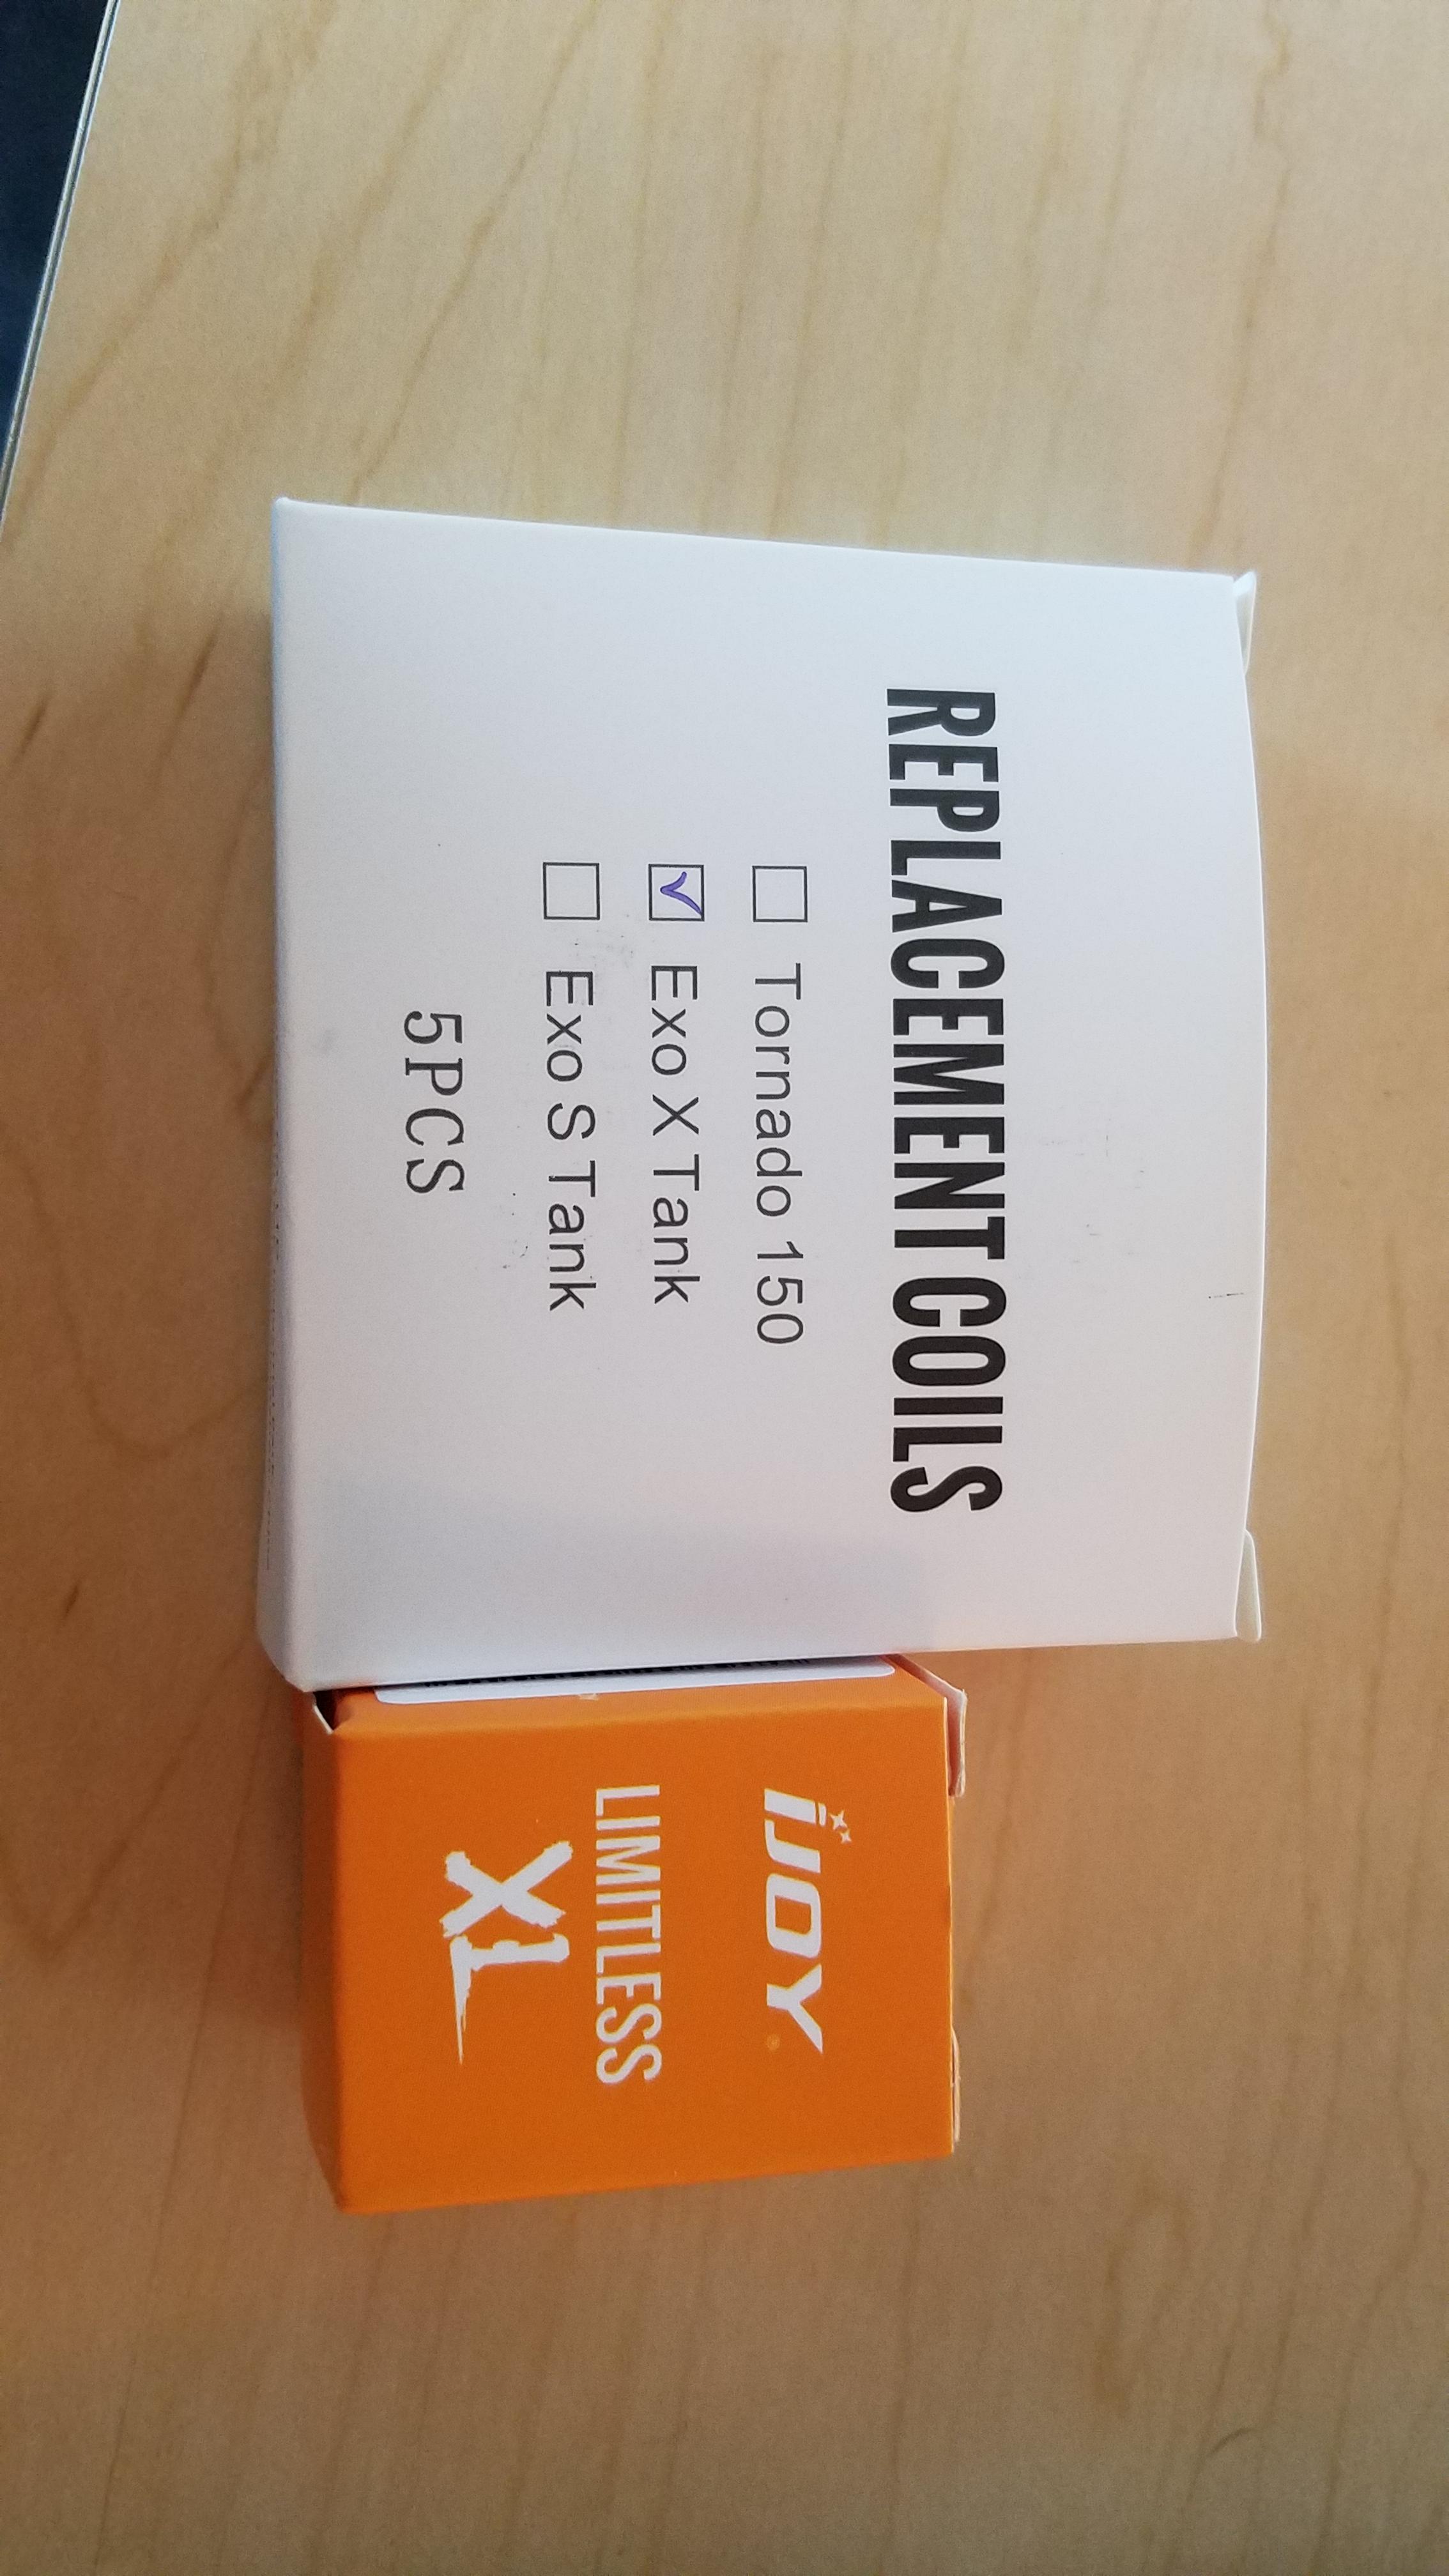 REPLACEMENT COILS
Tornado 150
Exo X Tank
Exo S Tank
5PCS
iJOY
LIMITLESS
XL